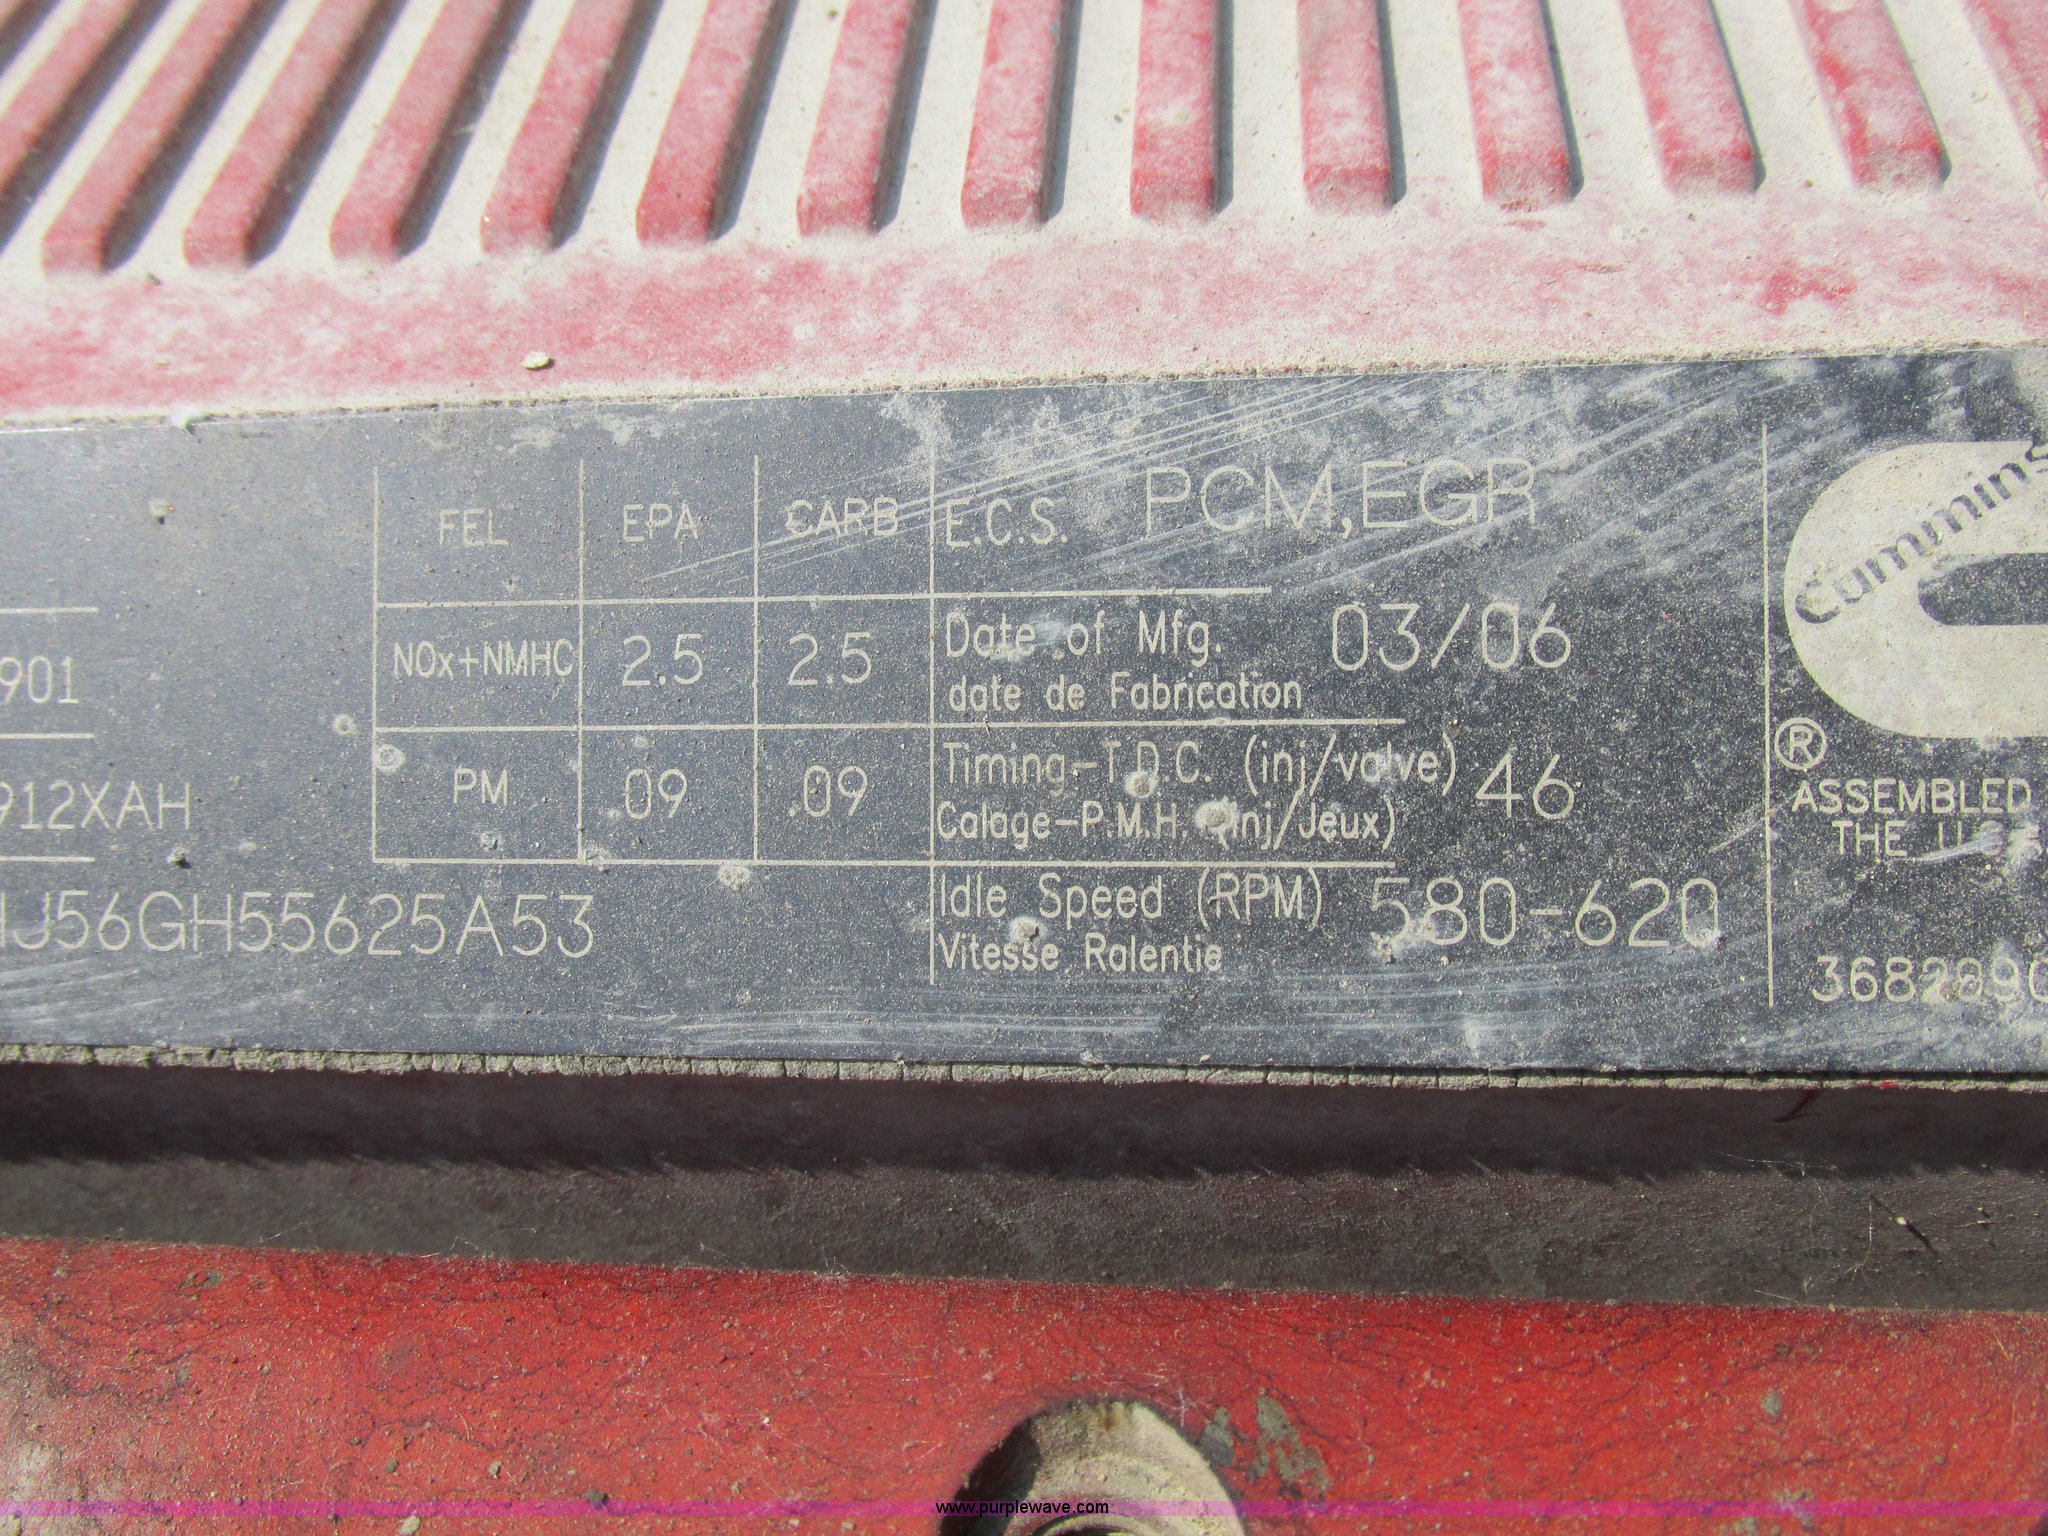 FEL EPA CARB E.C.S. PCM,EGR
Cummins
NOx+NMHC 2.5 2.5 Date of Mfg. 03/06
date de Fabrication
901
PM .09 .09 Timing-T.D.C. (inj/valve) 46
Calage-P.M.H. (inj/Jeux)
912XAH
®
ASSEMBLED
THE U.S.
Idle Speed (RPM) 580-620
Vitesse Ralentie
J56GH55625A53
www.purplewave.com